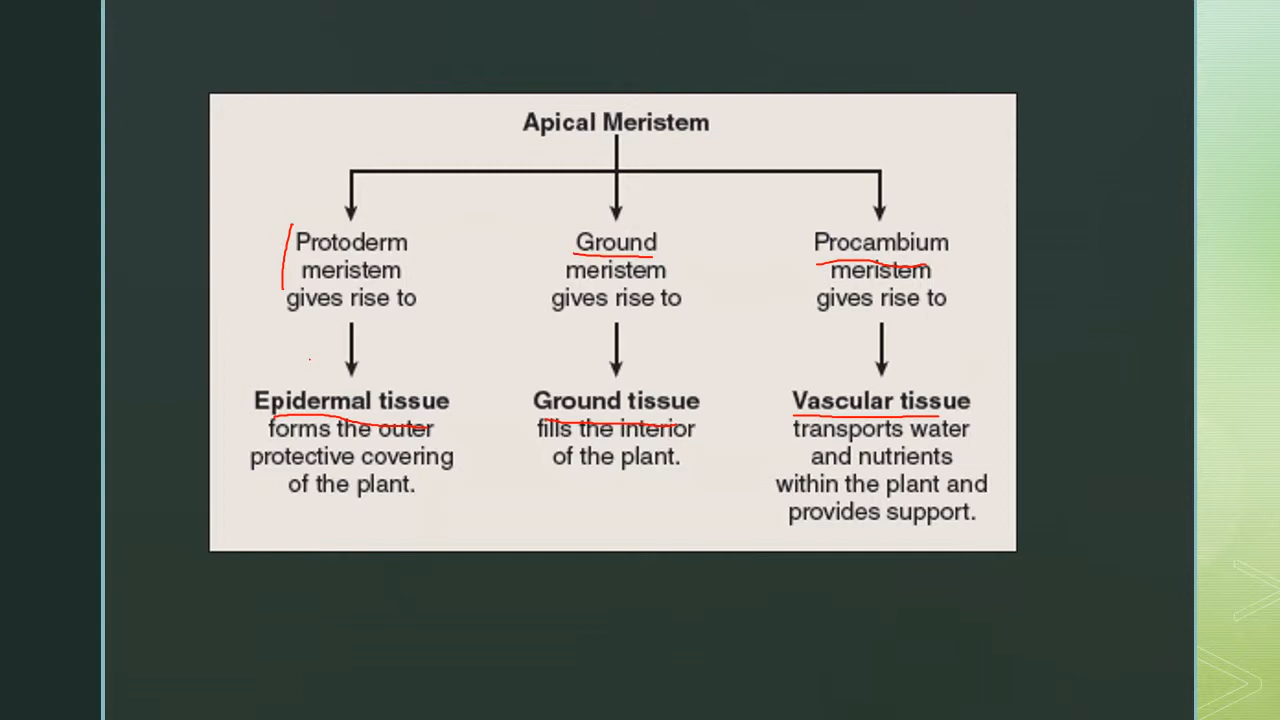 Apical Meristem
Protoderm
meristem
gives rise to
Epidermal tissue
forms the outer
protective covering
of the plant.
Ground
meristem
gives rise to
Ground tissue
fills the interior
of the plant.
Procambium
meristem
gives rise to
Vascular tissue
transports water
and nutrients
within the plant and
provides support.